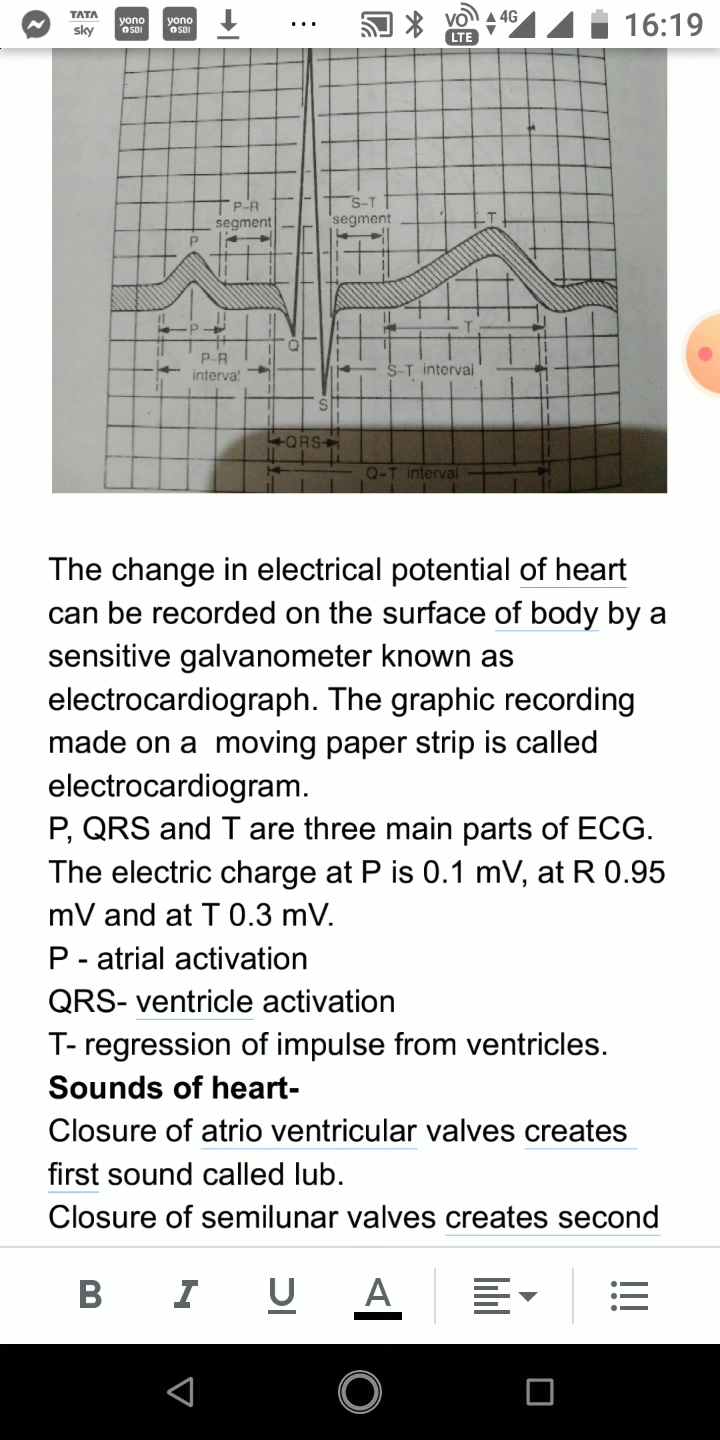 TATA
sky
yono
SBI
yono
SBI
...
VO
LTE
4G
16:19
P-R
segment
S-T
segment
P
T
P
Q
T
P-R
interval
S-T interval
S
QRS
Q-T interval
The change in electrical potential of heart
can be recorded on the surface of body by a
sensitive galvanometer known as
electrocardiograph. The graphic recording
made on a moving paper strip is called
electrocardiogram.
P, QRS and T are three main parts of ECG.
The electric charge at P is 0.1 mV, at R 0.95
mV and at T 0.3 mV.
P - atrial activation
QRS- ventricle activation
T- regression of impulse from ventricles.
Sounds of heart-
Closure of atrio ventricular valves creates
first sound called lub.
Closure of semilunar valves creates second
B I U A